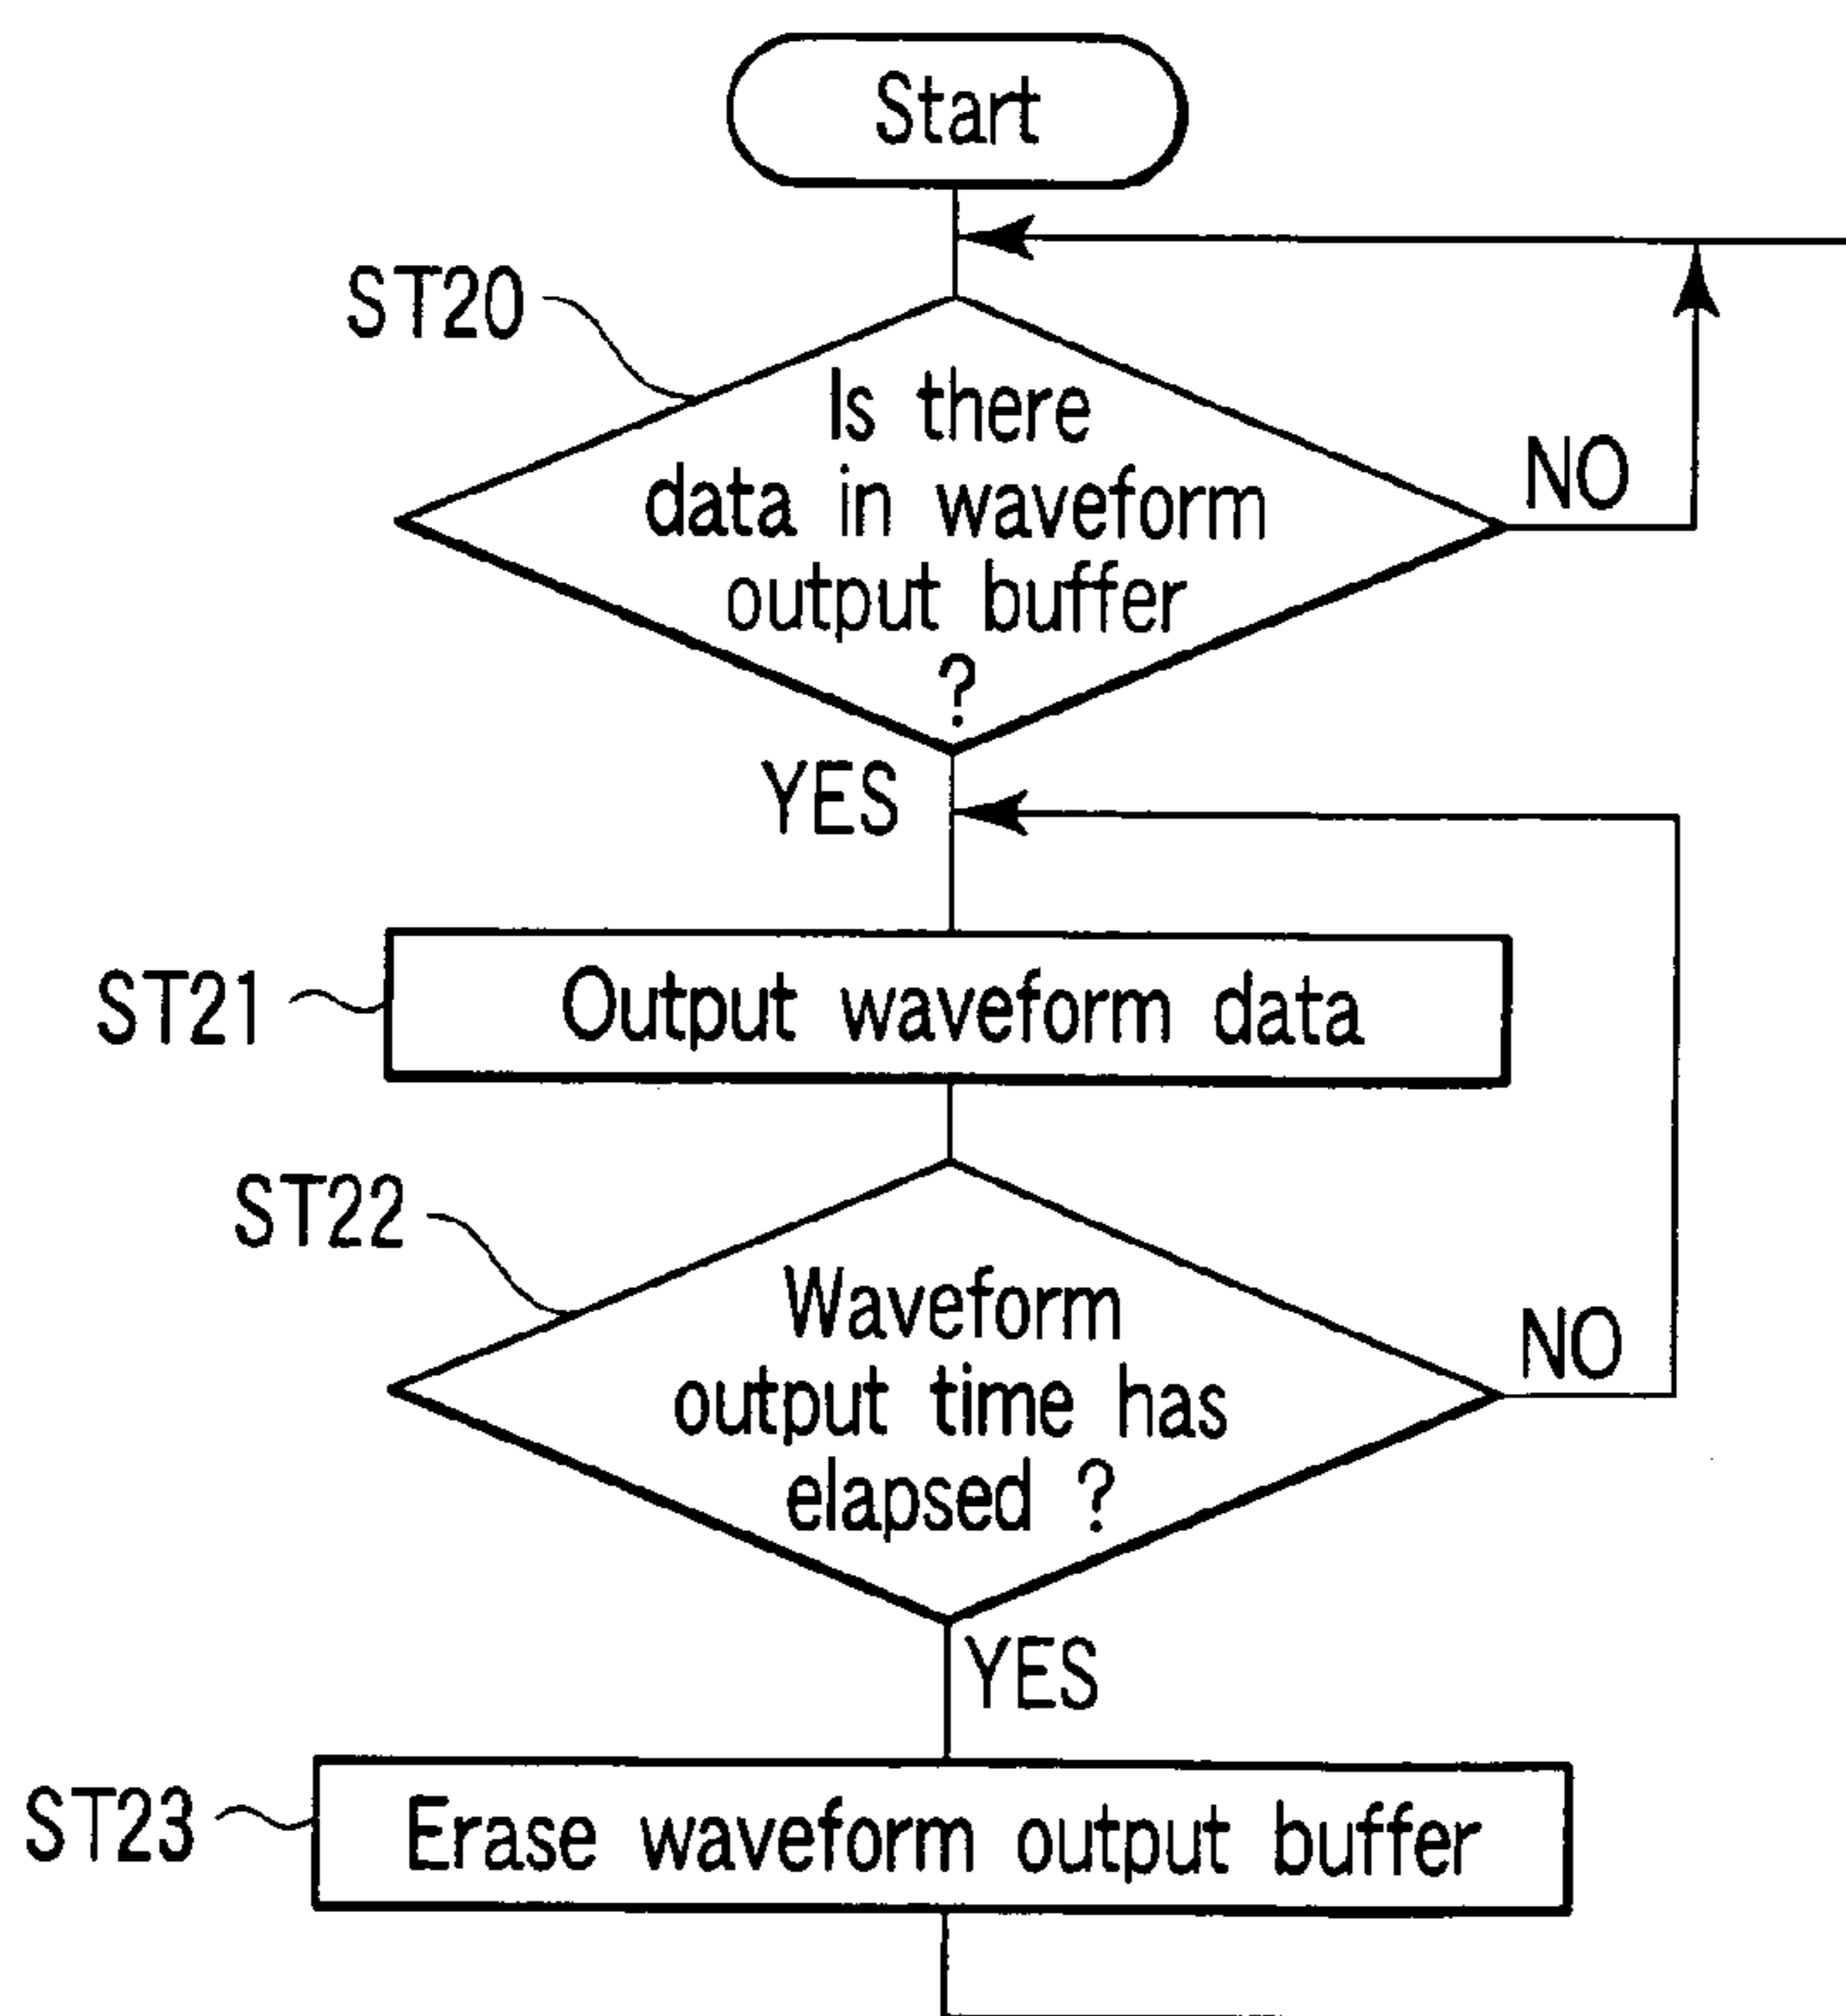 Start
ST20
Is there
data in waveform
output buffer
?
NO
YES
ST21
Output waveform data
ST22
Waveform
output time has
elapsed ?
NO
YES
ST23
Erase waveform output buffer